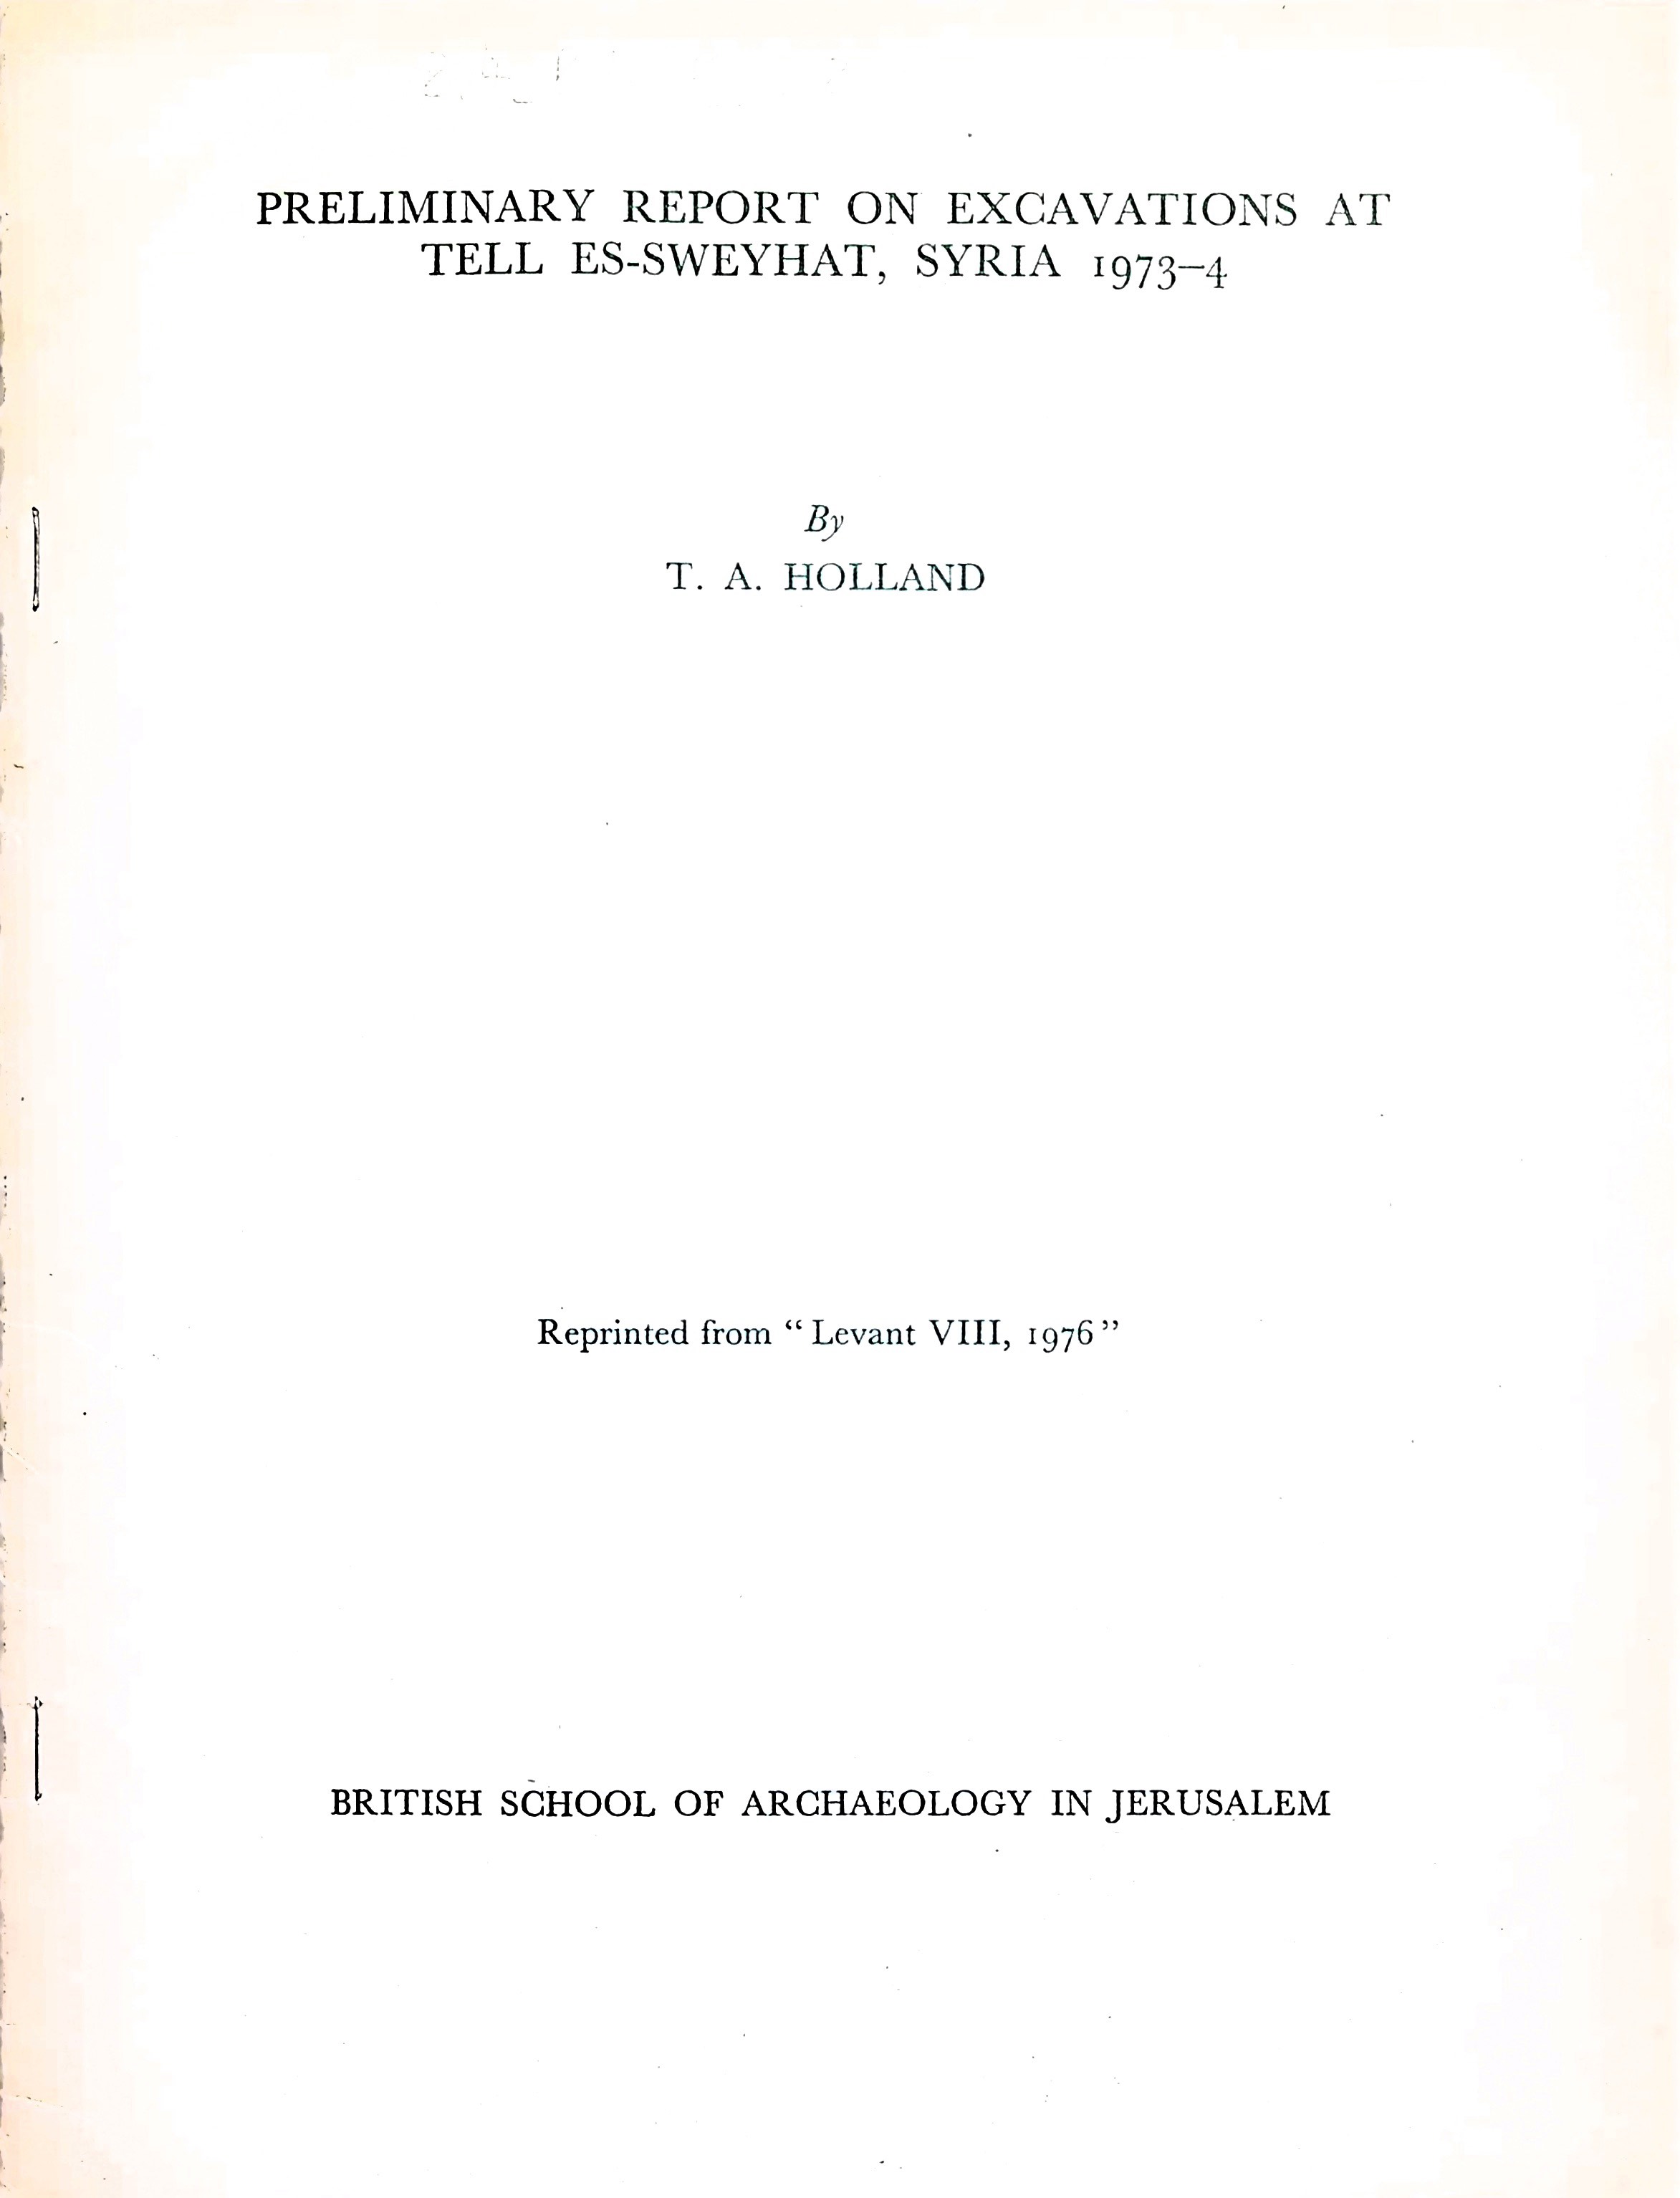 PRELIMINARY REPORT ON EXCAVATIONS AT
TELL ES-SWEYHAT, SYRIA 1973–4
By
T. A. HOLLAND
Reprinted from “ Levant VIII, 1976 ”
BRITISH SCHOOL OF ARCHAEOLOGY IN JERUSALEM